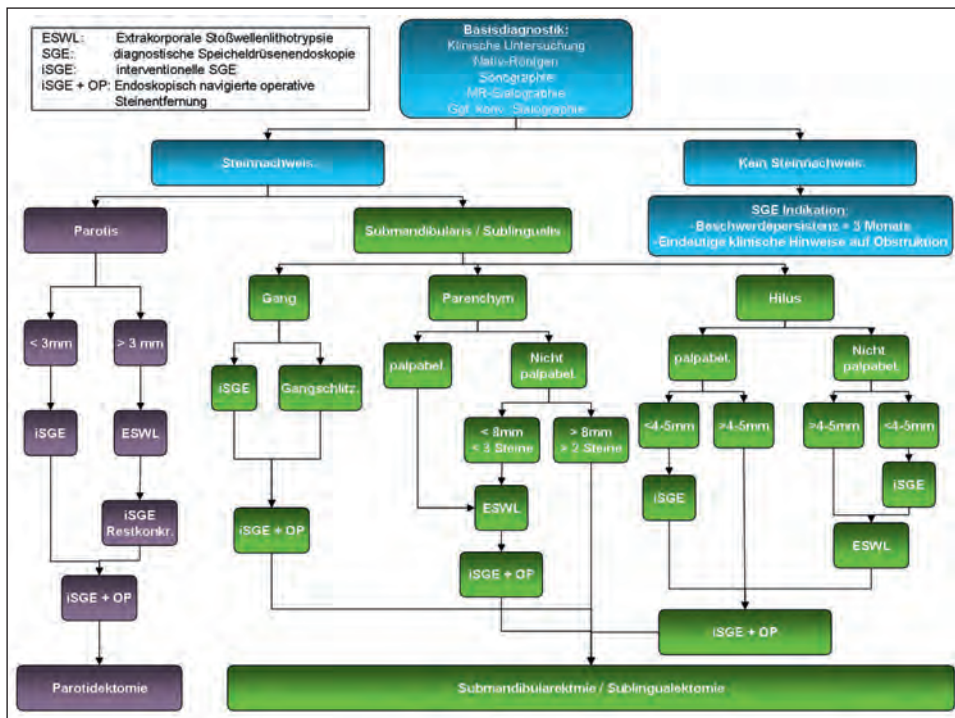 ESWL: Extrakorporale Stoßwellenlithotrypsie
SGE: diagnostische Speicheldrüsenendoskopie
iSGE: interventionelle SGE
iSGE + OP: Endoskopisch navigierte operative
Steinentfernung
Basisdiagnostik:
Klinische Untersuchung
Nativ-Röntgen
Sonographie
MR-Sialographie
Ggf. konv. Sialographie
Steinnachweis.
Kein Steinnachweis.
SGE Indikation:
-Beschwerdepersistenz 3 Monate
-Eindeutige klinische Hinweise auf Obstruktion
Parotis
Submandibularis / Sublingualis
Gang
Parenchym
Hilus
< 3mm
> 3 mm
iSGE
Gangschlitz.
palpabel.
Nicht
palpabel.
palpabel.
Nicht
palpabel.
iSGE
ESWL
< 8mm
< 3 Steine
> 8mm
> 2 Steine
<4-5mm
>4-5mm
>4-5mm
<4-5mm
iSGE
Restkonkr.
iSGE + OP
ESWL
iSGE
iSGE
ESWL
iSGE + OP
iSGE + OP
iSGE + OP
Parotidektomie
Submandibularektmie / Sublingualektomie